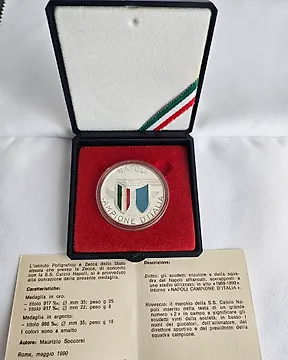 NAPOLI
CAMPIONE D'ITALIA
L'Istituto Poligrafico e Zecca dello Stato
attesta che presso la Zecca, di concerto
con la S.S. Calcio Napoli, si è provveduto
alla coniazione della presente medaglia.
Caratteristiche:
Medaglia in oro:
— titolo 917 ‰; Ø mm 35; peso g 25
— titolo 917 ‰; Ø mm 22; peso g 8
Medaglia in argento:
— titolo 986 ‰; Ø mm 35; peso g 18
I colori sono a smalto
Autore: Maurizio Soccorsi
Roma, maggio 1990
Descrizione:
Dritto: gli scudetti tricolore e della squadra
del Napoli affiancati, sovrapposti a
uno stadio stilizzato; in alto «1989-1990»,
intorno «NAPOLI CAMPIONE D'ITALIA»
Rovescio: il marchio della S.S. Calcio Napoli
inserito nella testa di un grande
numero «2» in campo a significare gli
scudetti vinti dalla società; in basso i
nomi dei giocatori, dell'allenatore, del
direttore sportivo e del presidente della
squadra campione